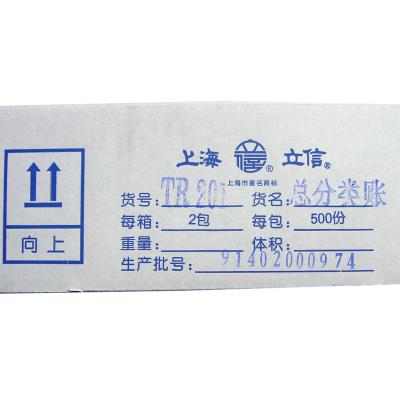 上海 信® 立信®
上海市著名商标
货号: TR 201 货名: 总分类账
每箱: 2包 每包: 500份
重量: 体积:
生产批号: 91402000974
向上